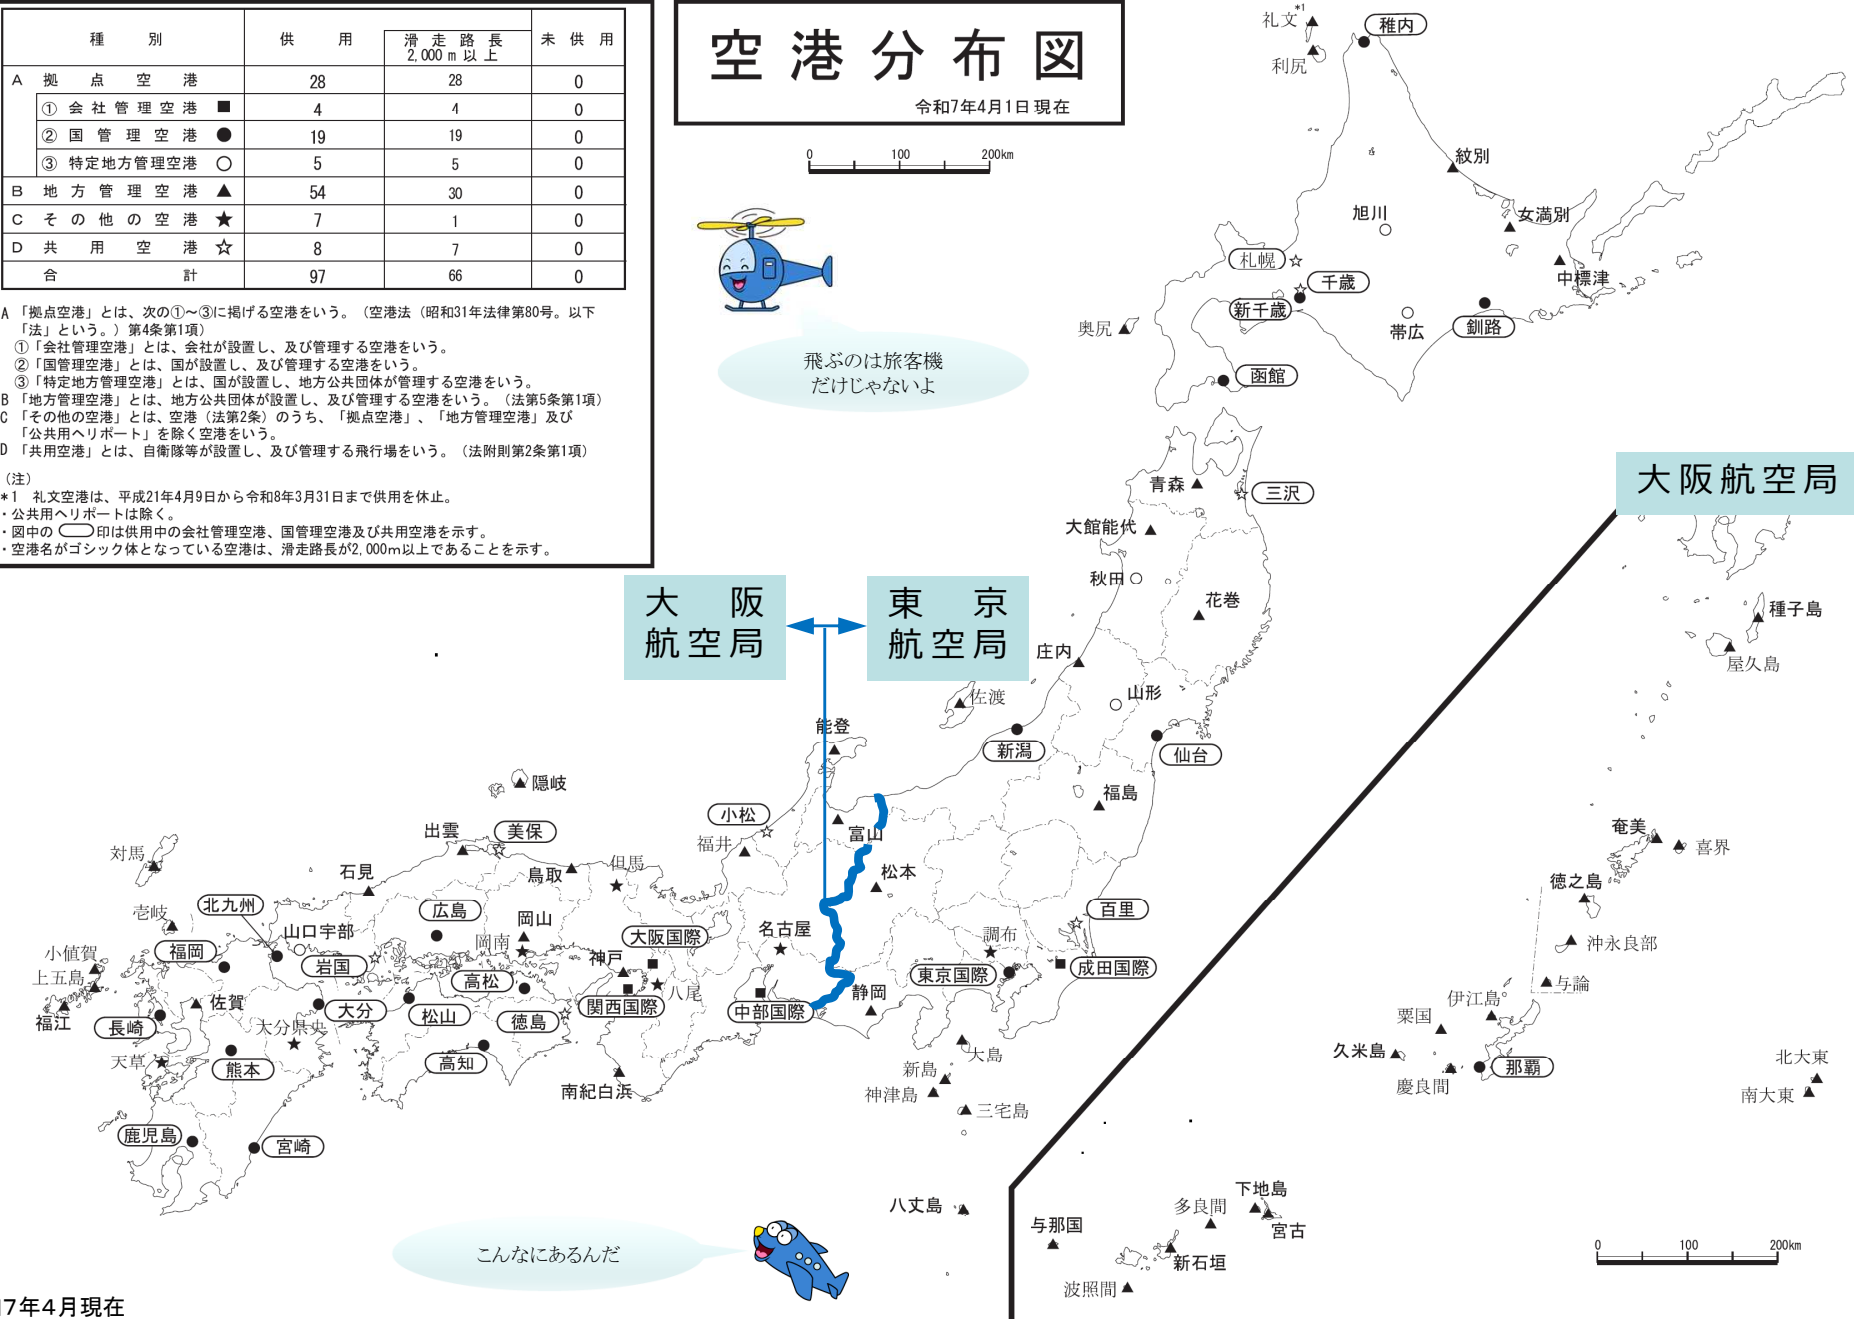 種別 供用 滑走路長 2,000m以上 未供用
A 拠点空港 28 28 0
① 会社管理空港 ■ 4 4 0
② 国管理空港 ● 19 19 0
③ 特定地方管理空港 ○ 5 5 0
B 地方管理空港 ▲ 54 30 0
C その他の空港 ★ 7 1 0
D 共用空港 ☆ 8 7 0
合計 97 66 0
A 「拠点空港」とは、次の①～③に掲げる空港をいう。（空港法（昭和31年法律第80号。以下
「法」という。）第4条第1項）
①「会社管理空港」とは、会社が設置し、及び管理する空港をいう。
②「国管理空港」とは、国が設置し、及び管理する空港をいう。
③「特定地方管理空港」とは、国が設置し、地方公共団体が管理する空港をいう。
B 「地方管理空港」とは、地方公共団体が設置し、及び管理する空港をいう。（法第5条第1項）
C 「その他の空港」とは、空港（法第2条）のうち、「拠点空港」、「地方管理空港」及び
「公共用ヘリポート」を除く空港をいう。
D 「共用空港」とは、自衛隊等が設置し、及び管理する飛行場をいう。（法附則第2条第1項）
（注）
*1 礼文空港は、平成21年4月9日から令和8年3月31日まで供用を休止。
・公共用ヘリポートは除く。
・図中の 印は供用中の会社管理空港、国管理空港及び共用空港を示す。
・空港名がゴシック体となっている空港は、滑走路長が2,000m以上であることを示す。
空港分布図
令和7年4月1日現在
0 100 200km
飛ぶのは旅客機
だけじゃないよ
礼文*1
稚内
利尻
紋別
旭川
女満別
札幌
千歳
中標津
新千歳
奥尻
帯広
釧路
函館
青森
三沢
大館能代
秋田
花巻
庄内
山形
佐渡
新潟
仙台
福島
大阪
航空局
東京
航空局
大阪航空局
能登
小松
福井
富山
松本
隠岐
出雲
美保
対馬
石見
鳥取
但馬
壱岐
北九州
山口宇部
広島
岡山
岡南
大阪国際
名古屋
調布
百里
小値賀
上五島
福岡
岩国
高松
神戸
東京国際
成田国際
福江
佐賀
長崎
大分
松山
徳島
関西国際
八尾
中部国際
静岡
大分県央
天草
熊本
高知
南紀白浜
大島
新島
神津島
三宅島
鹿児島
宮崎
八丈島
種子島
屋久島
奄美
喜界
徳之島
沖永良部
与論
伊江島
粟国
久米島
慶良間
那覇
北大東
南大東
下地島
多良間
宮古
与那国
新石垣
波照間
0 100 200km
こんなにあるんだ
7年4月現在